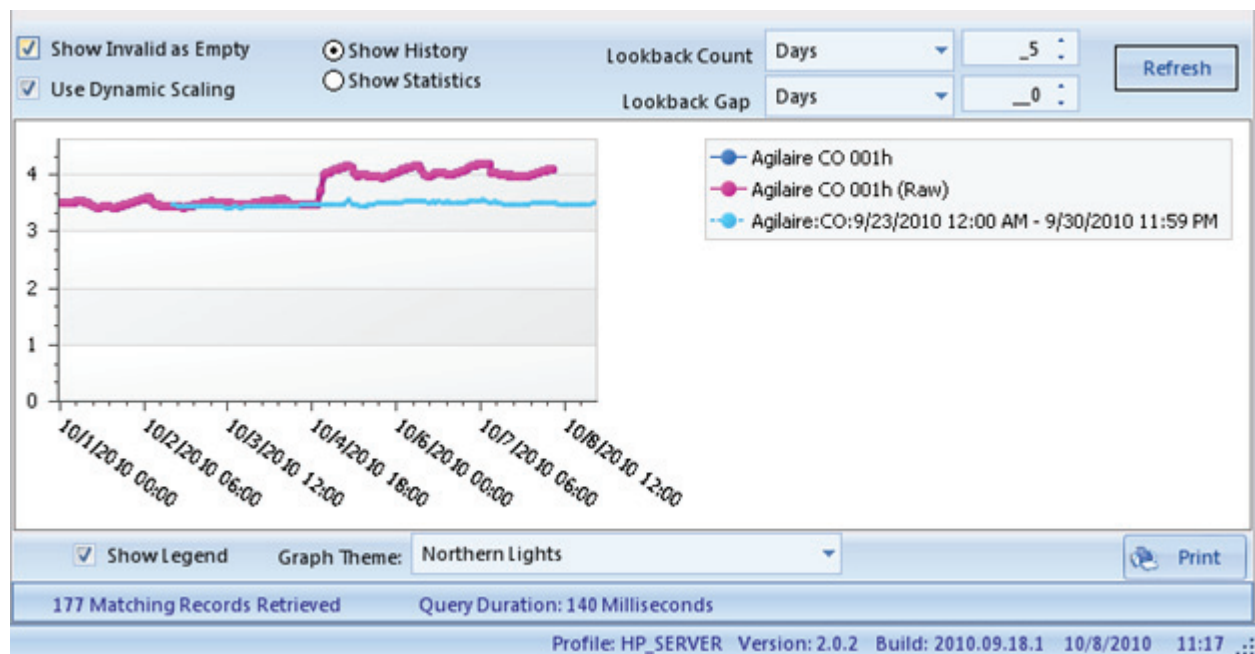 Show Invalid as Empty
Show History
Lookback Count
Days
_5
Refresh
Use Dynamic Scaling
Show Statistics
Lookback Gap
Days
__0
4
3
2
1
0
10/1/2010 00:00
10/2/2010 06:00
10/3/2010 12:00
10/4/2010 18:00
10/6/2010 00:00
10/7/2010 06:00
10/8/2010 12:00
Agilaire CO 001h
Agilaire CO 001h (Raw)
Agilaire:CO:9/23/2010 12:00 AM - 9/30/2010 11:59 PM
Show Legend
Graph Theme:
Northern Lights
Print
177 Matching Records Retrieved
Query Duration: 140 Milliseconds
Profile: HP_SERVER Version: 2.0.2 Build: 2010.09.18.1 10/8/2010 11:17